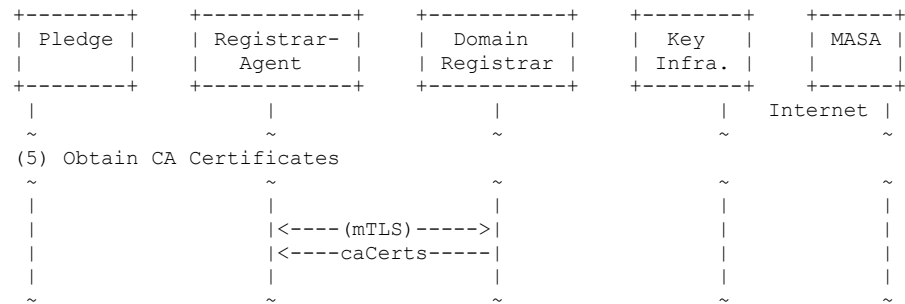 +--------+    +------------+    +-----------+    +--------+    +------+
| Pledge |    | Registrar- |    |  Domain   |    |  Key   |    | MASA |
|        |    |   Agent    |    | Registrar |    | Infra. |    |      |
+--------+    +------------+    +-----------+    +--------+    +------+
 |                 |                |                |   Internet |
 ~                 ~                ~                ~            ~
(5) Obtain CA Certificates
 ~                 ~                ~                ~            ~
 |                 |                |                |            |
 |                 |<----(mTLS)----->|                |            |
 |                 |<----caCerts-----|                |            |
 |                 |                |                |            |
 ~                 ~                ~                ~            ~